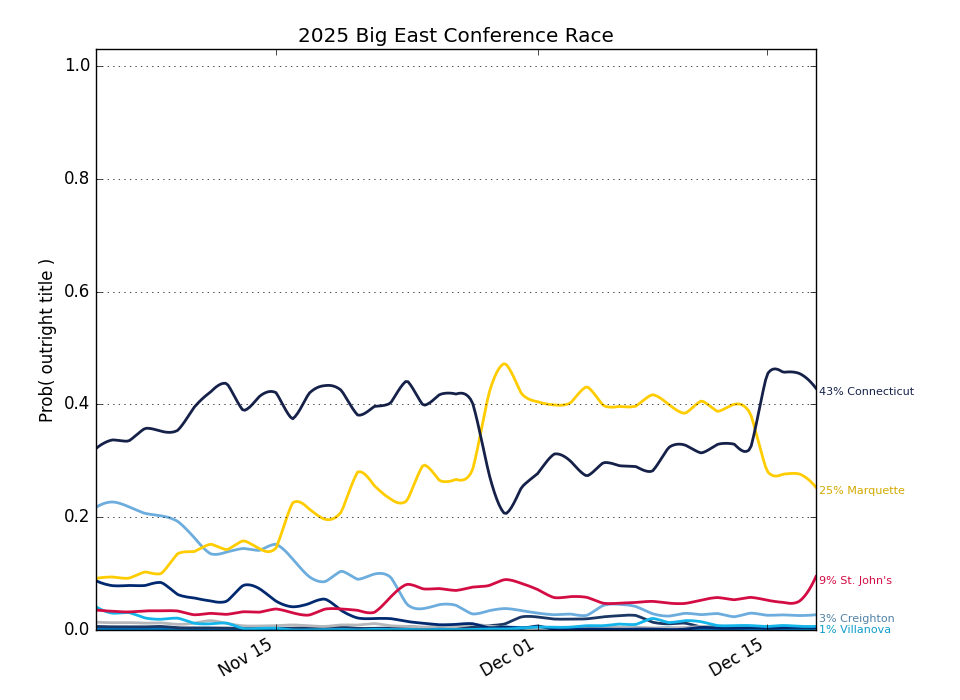 2025 Big East Conference Race
1.0
0.8
0.6
0.4
0.2
0.0
Prob( outright title )
43% Connecticut
25% Marquette
9% St. John's
3% Creighton
1% Villanova
Nov 15
Dec 01
Dec 15